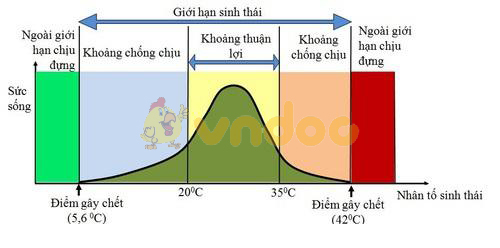 Giới hạn sinh thái
Ngoài giới
hạn chịu
đựng
Khoảng chống chịu
Khoảng thuận
lợi
Khoảng
chống chịu
Ngoài giới
hạn chịu
đựng
Sức
sống
vndoc
20⁰C
35⁰C
Nhân tố sinh thái
Điểm gây chết
(5,6 ⁰C)
Điểm gây chết
(42⁰C)